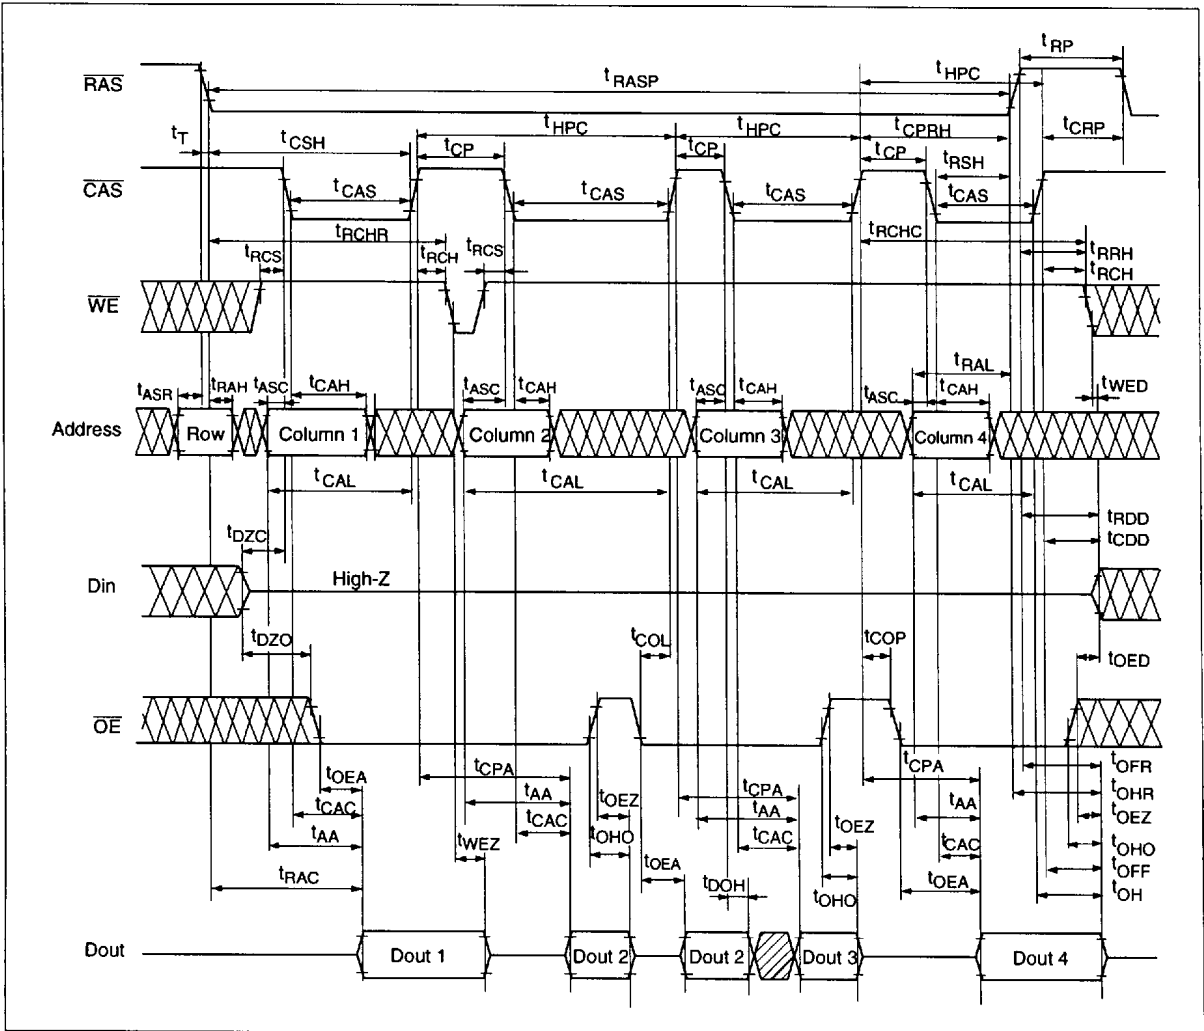 tRP
RAS tRASP tHPC
tT tCSH tHPC tHPC tCPRH tCRP
tCP tCP tCP tRSH
CAS tCAS tCAS tCAS tCAS
tRCHR tRCHC
tRCS tRCH tRCS tRRH
tRCH
WE
tRAL
tASR tRAH tASC tCAH tASC tCAH tASC tCAH tASC tCAH tWED
Address Row Column 1 Column 2 Column 3 Column 4
tCAL tCAL tCAL tCAL
tRDD
tDZC tCDD
Din High-Z
tDZO tCOL tCOP tOED
OE
tOEA tCPA tCPA tCPA tOFR
tCAC tAA tOEZ tAA tOEZ tAA tOHR
tOEZ
tAA tWEZ tCAC tOHO tCAC tCAC tOHO
tRAC tOEA tDOH tOHO tOEA tOFF
tOH
Dout Dout 1 Dout 2 Dout 2 Dout 3 Dout 4